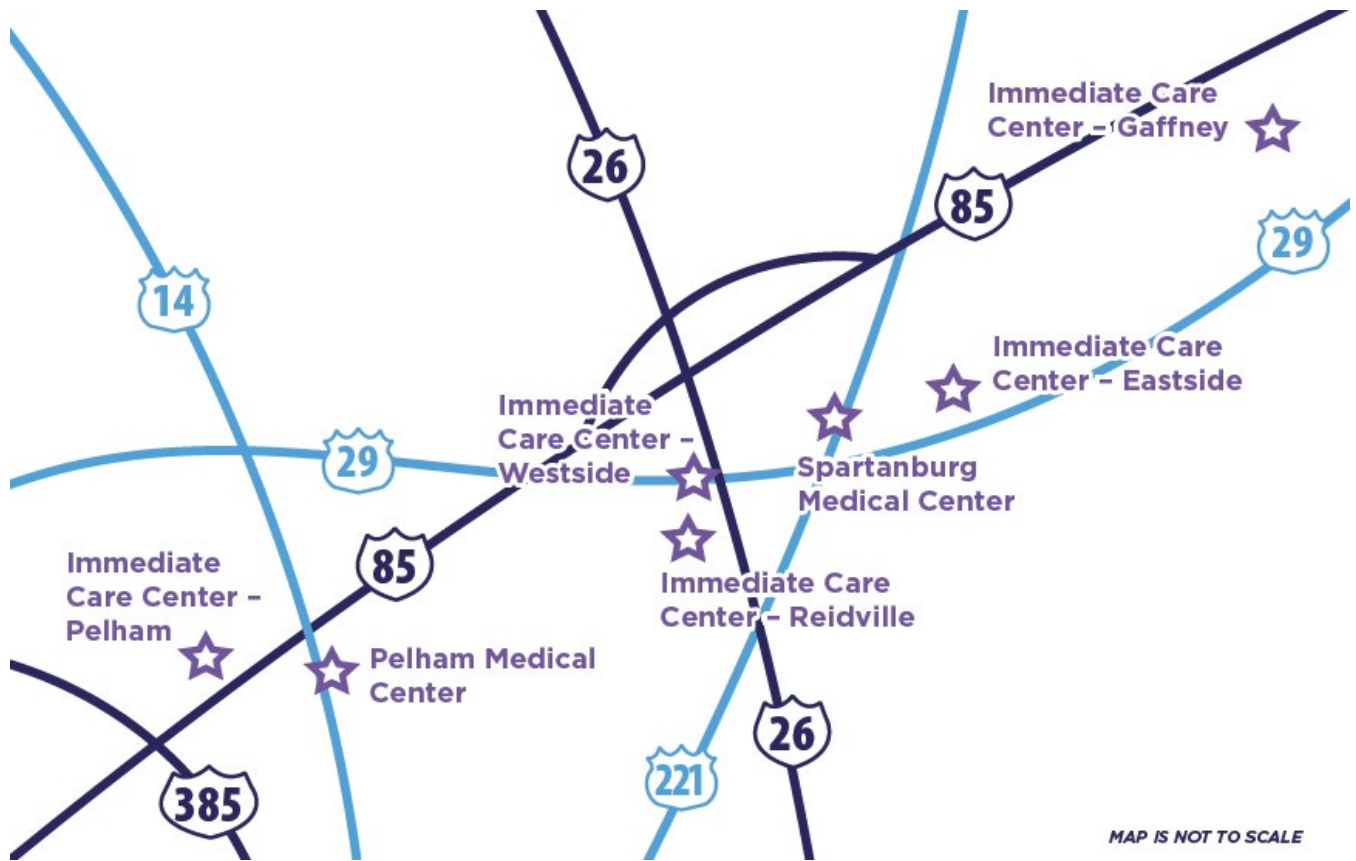 Immediate Care
Center – Gaffney
26
85
29
14
Immediate Care
Center – Eastside
Immediate
Care Center –
Westside
29
Spartanburg
Medical Center
85
Immediate
Care Center –
Pelham
Immediate Care
Center – Reidville
Pelham Medical
Center
26
221
385
MAP IS NOT TO SCALE